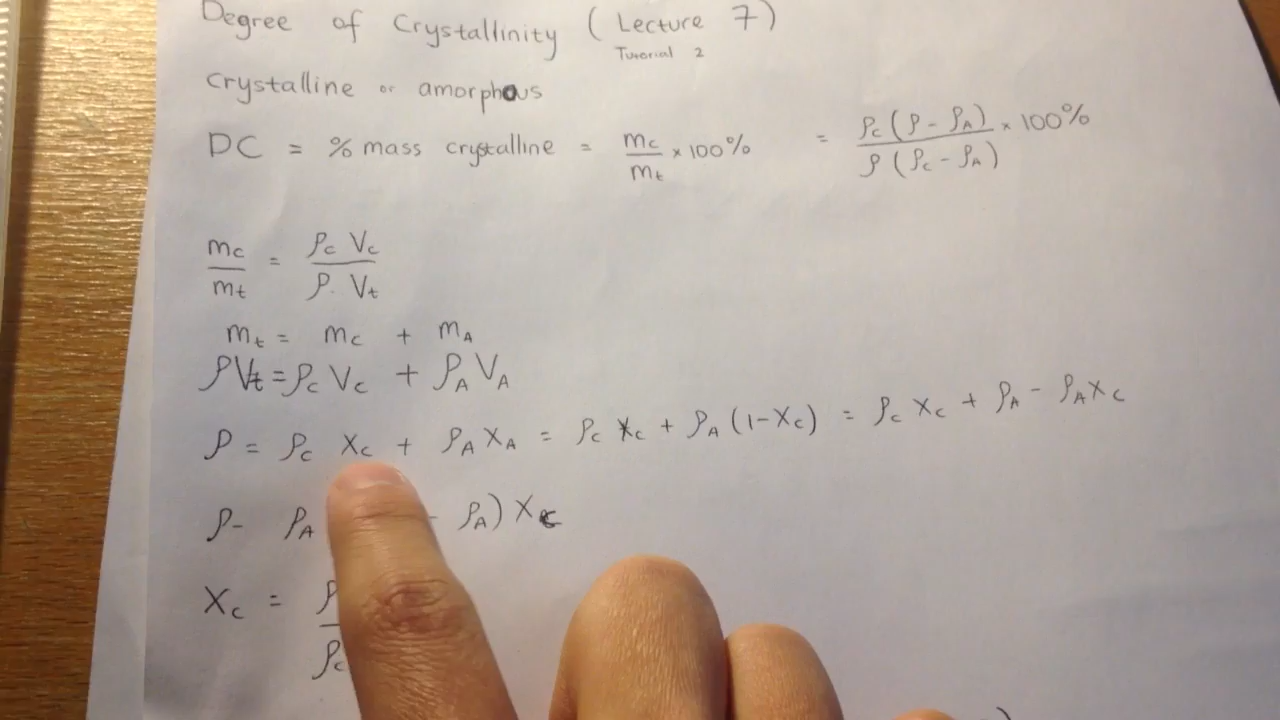 Degree of Crystallinity (Lecture 7)
Tutorial 2
Crystalline or amorphous
DC = % mass crystalline = mc/mt × 100% = ρc(ρ - ρA)/ρ(ρc - ρA) × 100%
mc/mt = ρc Vc/ρ. Vt
mt = mc + mA
ρVt = ρc Vc + ρA VA
ρ = ρc Xc + ρA XA = ρc Xc + ρA (1-Xc) = ρc Xc + ρA - ρA Xc
ρ - ρA - ρA) Xc
Xc = ρ/ρc